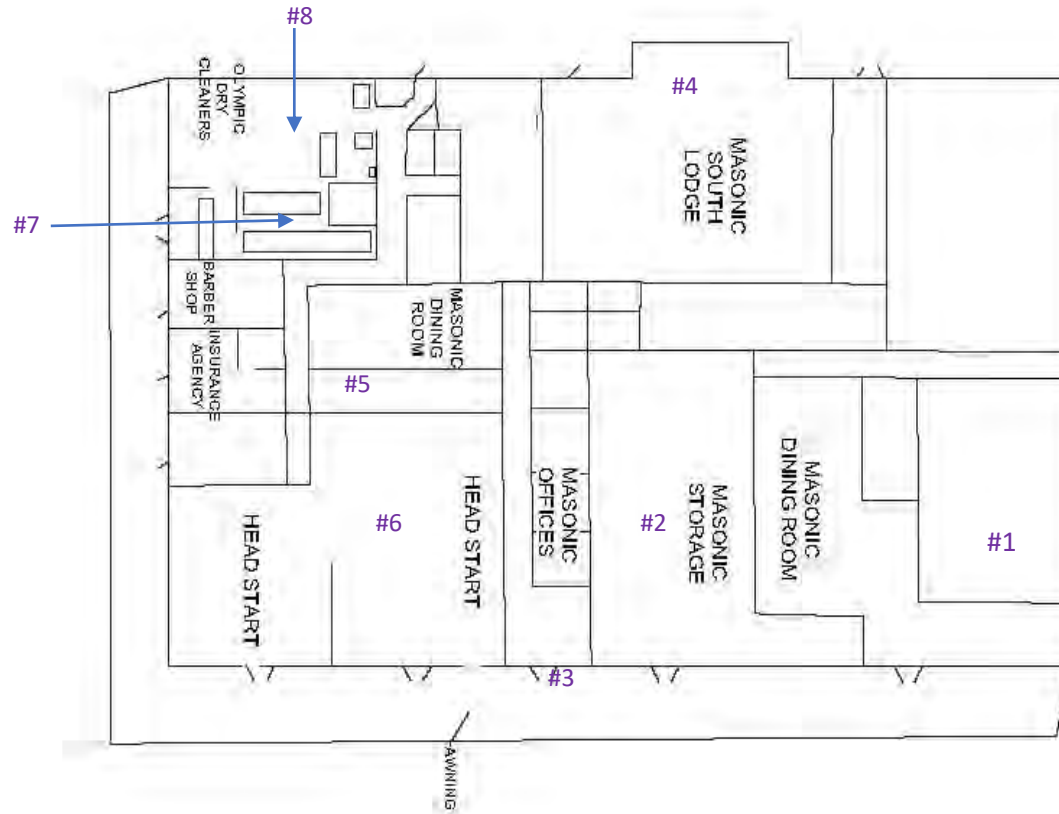 #8
OLYMPIC
DRY
CLEANERS
#4
MASONIC
SOUTH
LODGE
#7
BARBER
SHOP
MASONIC
DINING
ROOM
INSURANCE
AGENCY
#5
HEAD START
#6
HEAD START
MASONIC
OFFICES
#2
MASONIC
STORAGE
MASONIC
DINING ROOM
#1
#3
AWNING